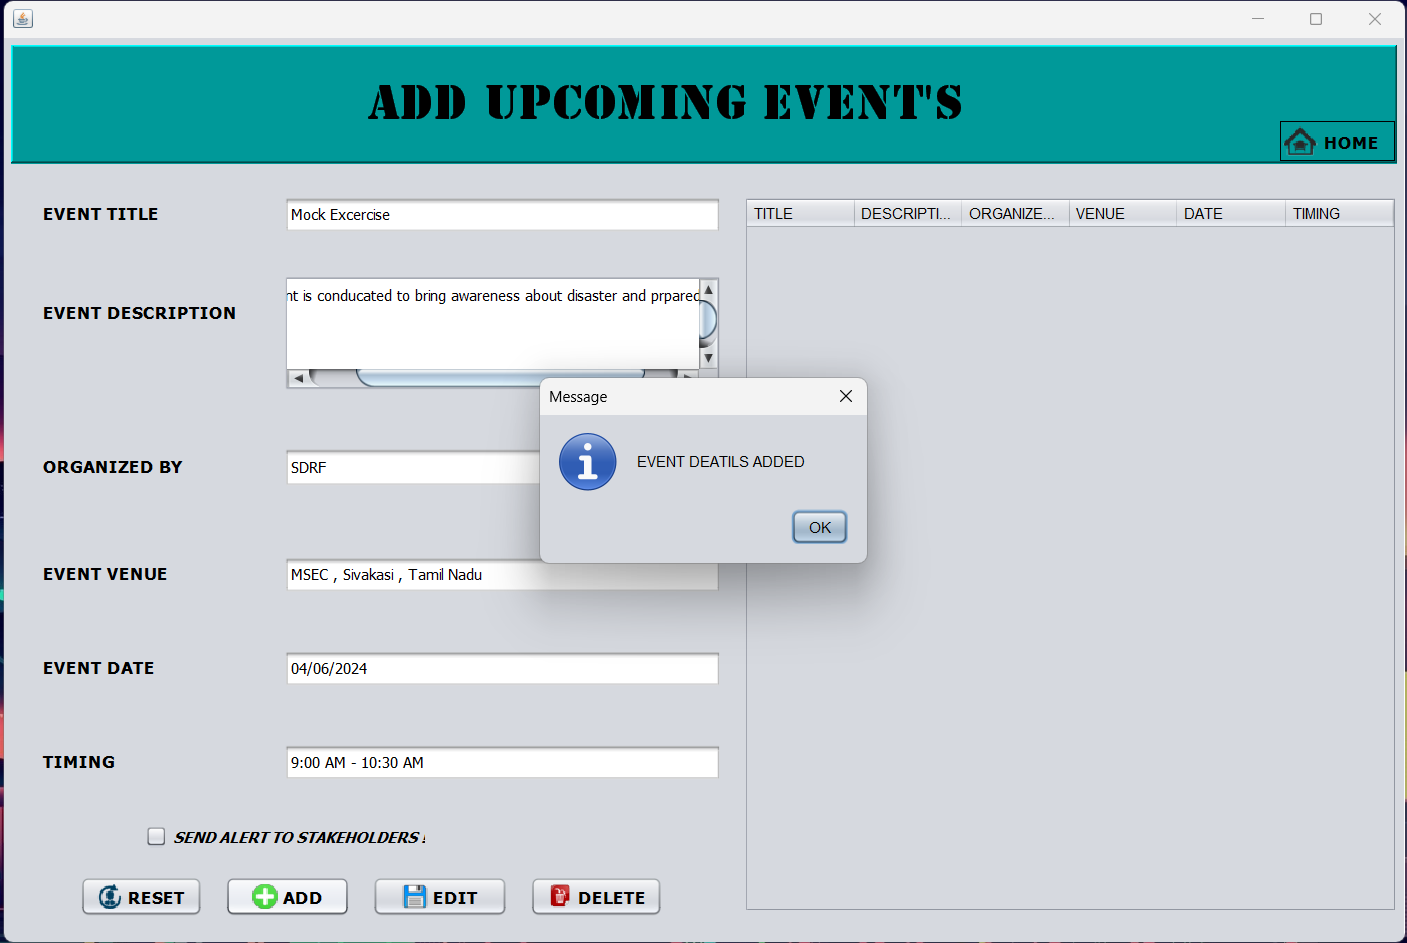 ADD UPCOMING EVENT'S
HOME
EVENT TITLE
Mock Excercise
EVENT DESCRIPTION
nt is conducated to bring awareness about disaster and prpared
ORGANIZED BY
SDRF
EVENT VENUE
MSEC , Sivakasi , Tamil Nadu
EVENT DATE
04/06/2024
TIMING
9:00 AM - 10:30 AM
SEND ALERT TO STAKEHOLDERS !
RESET
ADD
EDIT
DELETE
TITLE DESCRIPTI... ORGANIZE... VENUE DATE TIMING
Message
EVENT DEATILS ADDED
OK